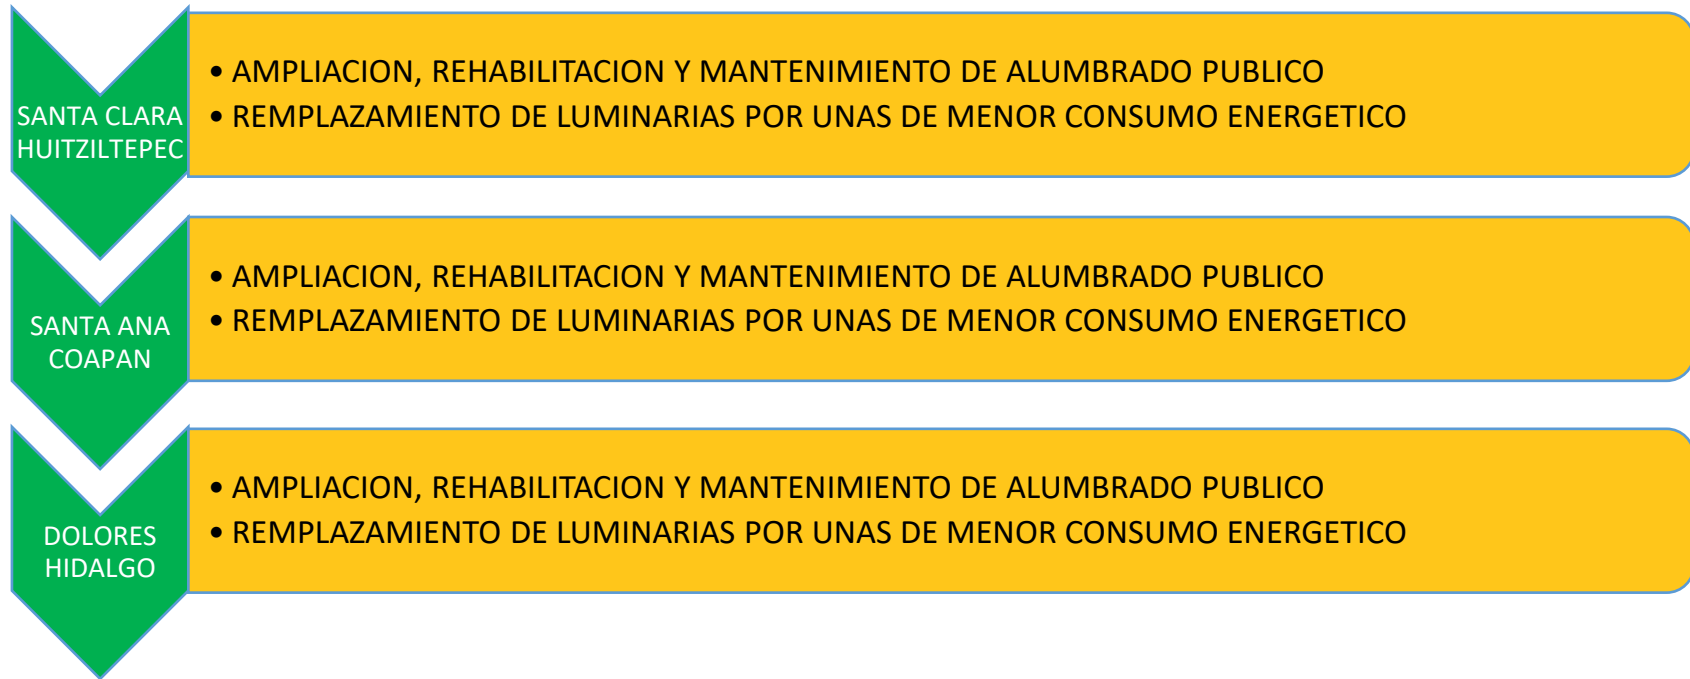 SANTA CLARA
HUITZILTEPEC
• AMPLIACION, REHABILITACION Y MANTENIMIENTO DE ALUMBRADO PUBLICO
• REMPLAZAMIENTO DE LUMINARIAS POR UNAS DE MENOR CONSUMO ENERGETICO
SANTA ANA
COAPAN
• AMPLIACION, REHABILITACION Y MANTENIMIENTO DE ALUMBRADO PUBLICO
• REMPLAZAMIENTO DE LUMINARIAS POR UNAS DE MENOR CONSUMO ENERGETICO
DOLORES
HIDALGO
• AMPLIACION, REHABILITACION Y MANTENIMIENTO DE ALUMBRADO PUBLICO
• REMPLAZAMIENTO DE LUMINARIAS POR UNAS DE MENOR CONSUMO ENERGETICO